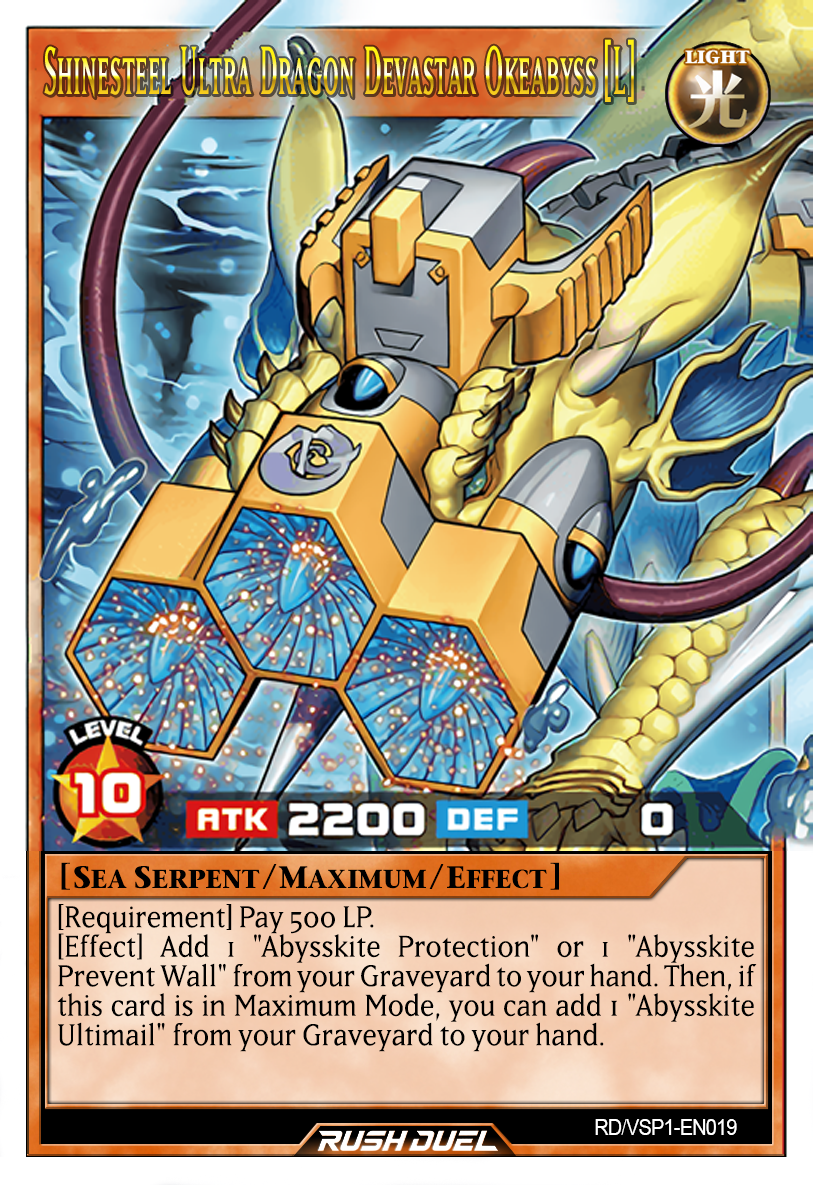 Shinesteel Ultra Dragon Devastar Okeabyss [L]
LIGHT
光
LEVEL
10
ATK 2200 DEF 0
[Sea Serpent/Maximum/Effect]
[Requirement] Pay 500 LP.
[Effect] Add 1 "Abysskite Protection" or 1 "Abysskite
Prevent Wall" from your Graveyard to your hand. Then, if
this card is in Maximum Mode, you can add 1 "Abysskite
Ultimail" from your Graveyard to your hand.
RD/VSP1-EN019
RUSH DUEL